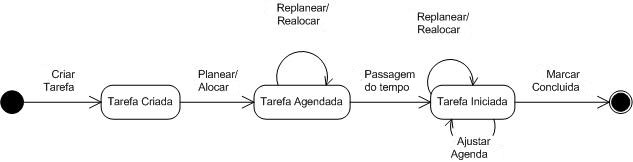 Replanear/
Realocar
Replanear/
Realocar
Criar
Tarefa
Planear/
Alocar
Passagem
do tempo
Marcar
Concluida
Tarefa Criada
Tarefa Agendada
Tarefa Iniciada
Ajustar
Agenda